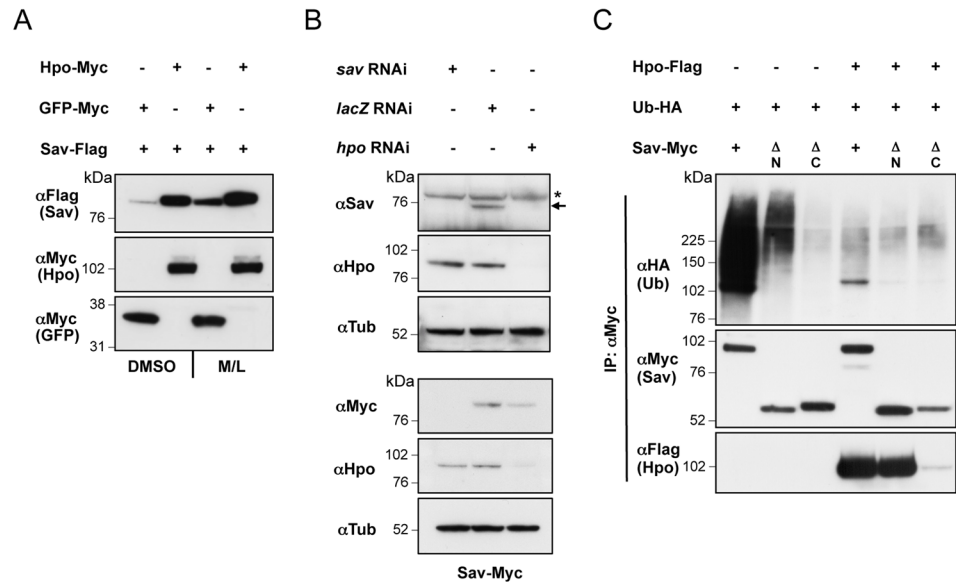 A
Hpo-Myc - + - +
GFP-Myc + - + -
Sav-Flag + + + +
kDa
αFlag
(Sav)
76
αMyc
(Hpo)
102
αMyc
(GFP)
38
31
DMSO M/L
B
sav RNAi + - -
lacZ RNAi - + -
hpo RNAi - - +
kDa
αSav
76
*
αHpo
102
76
αTub
52
kDa
αMyc
76
αHpo
102
76
αTub
52
Sav-Myc
C
Hpo-Flag - - - + + +
Ub-HA + + + + + +
Sav-Myc + Δ Δ + Δ Δ
N C N C
kDa
IP: αMyc
αHA
(Ub)
225
150
102
76
αMyc
(Sav)
102
76
52
αFlag
(Hpo)
102